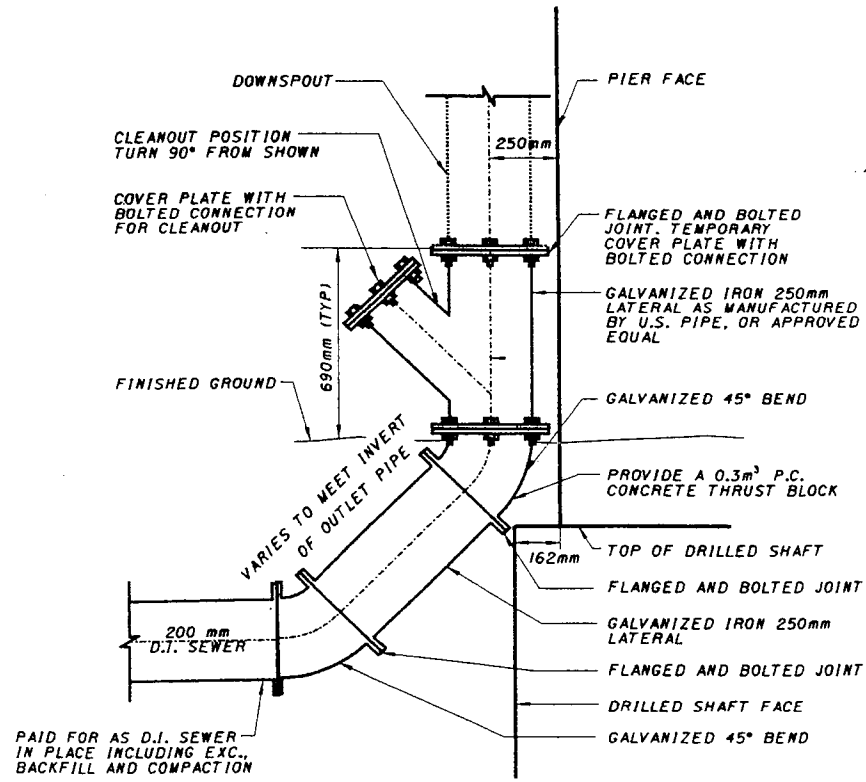 DOWNSPOUT
PIER FACE
CLEANOUT POSITION
TURN 90° FROM SHOWN
250mm
COVER PLATE WITH
BOLTED CONNECTION
FOR CLEANOUT
FLANGED AND BOLTED
JOINT. TEMPORARY
COVER PLATE WITH
BOLTED CONNECTION
690mm (TYP)
GALVANIZED IRON 250mm
LATERAL AS MANUFACTURED
BY U.S. PIPE, OR APPROVED
EQUAL
FINISHED GROUND
GALVANIZED 45° BEND
VARIES TO MEET INVERT
OF OUTLET PIPE
PROVIDE A 0.3m³ P.C.
CONCRETE THRUST BLOCK
162mm
TOP OF DRILLED SHAFT
FLANGED AND BOLTED JOINT
200 mm
D.I. SEWER
GALVANIZED IRON 250mm
LATERAL
FLANGED AND BOLTED JOINT
DRILLED SHAFT FACE
PAID FOR AS D.I. SEWER
IN PLACE INCLUDING EXC.,
BACKFILL AND COMPACTION
GALVANIZED 45° BEND